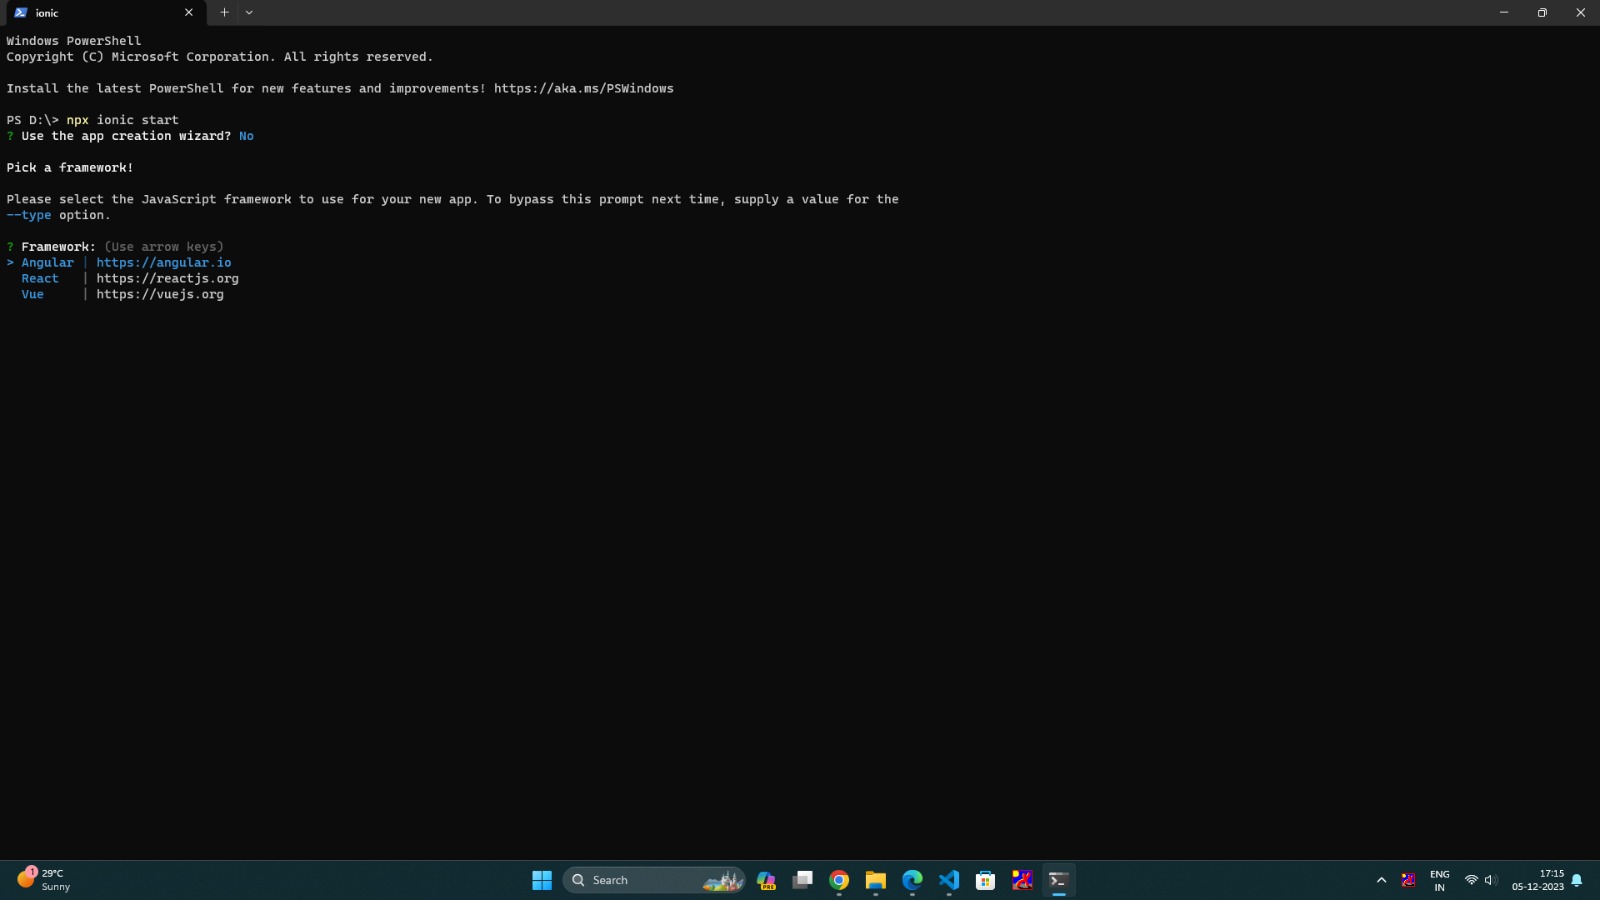 ionic
Windows PowerShell
Copyright (C) Microsoft Corporation. All rights reserved.
Install the latest PowerShell for new features and improvements! https://aka.ms/PSWindows
PS D:\> npx ionic start
? Use the app creation wizard? No
Pick a framework!
Please select the JavaScript framework to use for your new app. To bypass this prompt next time, supply a value for the
--type option.
? Framework: (Use arrow keys)
> Angular | https://angular.io
React | https://reactjs.org
Vue | https://vuejs.org
1
29°C
Sunny
Search
PRE
ENG
IN
17:15
05-12-2023